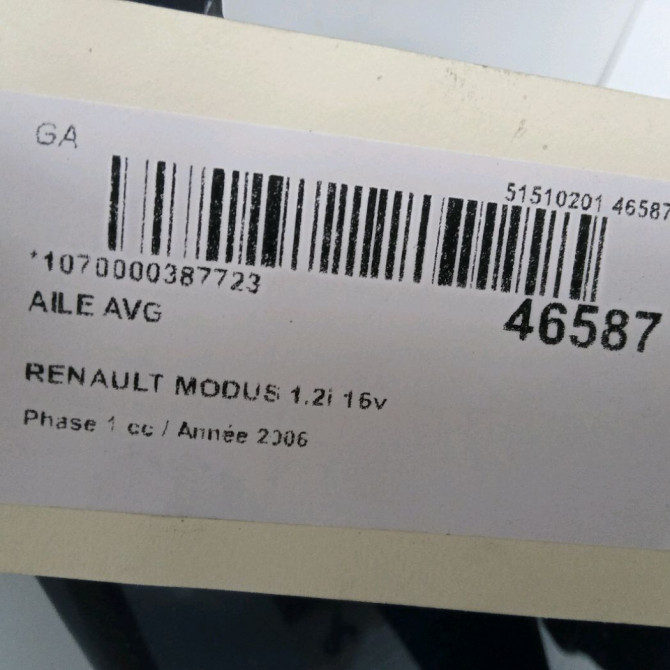 GA
51510201 46587
*1070000387723
46587
AILE AVG
RENAULT MODUS 1.2i 16v
Phase 1 cc / Année 2006